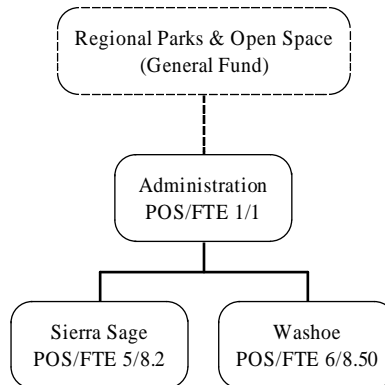 Regional Parks & Open Space
(General Fund)
Administration
POS/FTE 1/1
Sierra Sage
POS/FTE 5/8.2
Washoe
POS/FTE 6/8.50